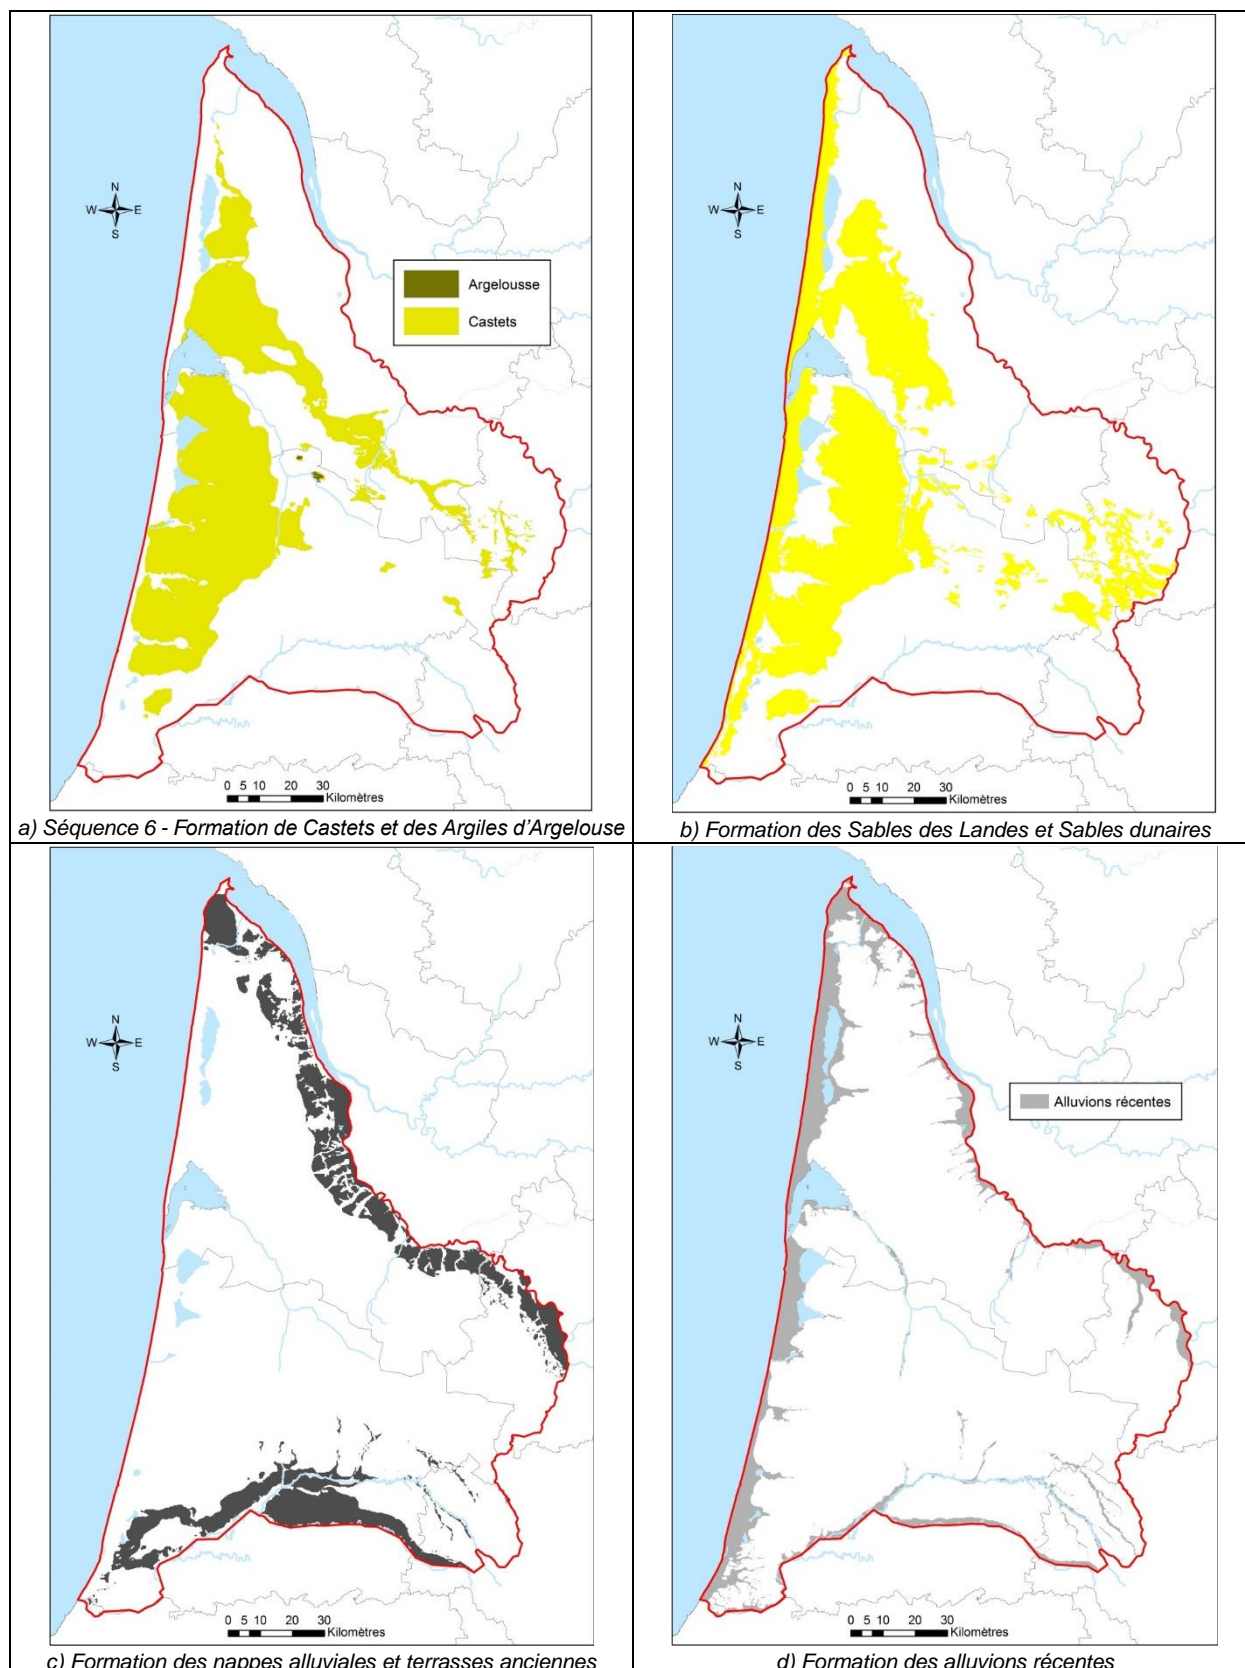 N
W E
S
Argelousse
Castets
0 5 10 20 30
Kilomètres
a) Séquence 6 - Formation de Castets et des Argiles d'Argelouse
N
W E
S
0 5 10 20 30
Kilomètres
b) Formation des Sables des Landes et Sables dunaires
N
W E
S
0 5 10 20 30
Kilomètres
c) Formation des nappes alluviales et terrasses anciennes
N
W E
S
Alluvions récentes
0 5 10 20 30
Kilomètres
d) Formation des alluvions récentes